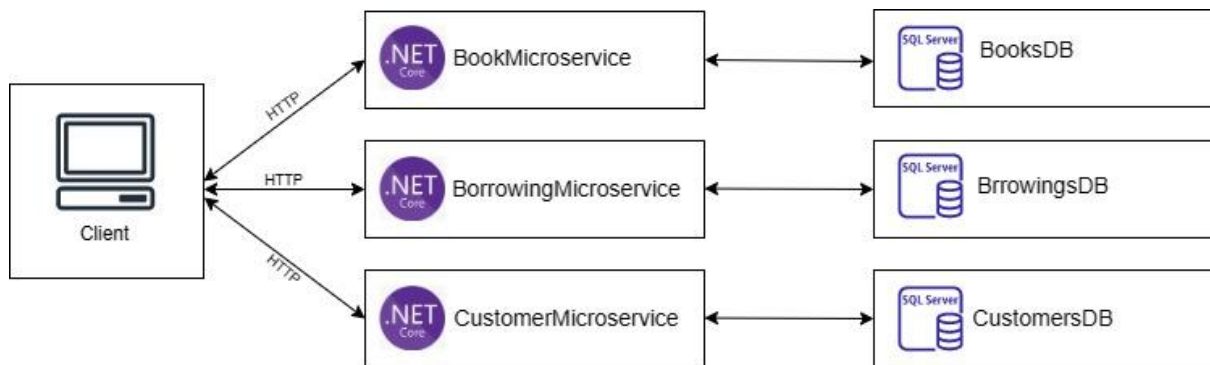 .NET
Core
BookMicroservice
SQL Server
BooksDB
HTTP
Client
HTTP
.NET
Core
BorrowingMicroservice
SQL Server
BrrowingsDB
HTTP
.NET
Core
CustomerMicroservice
SQL Server
CustomersDB